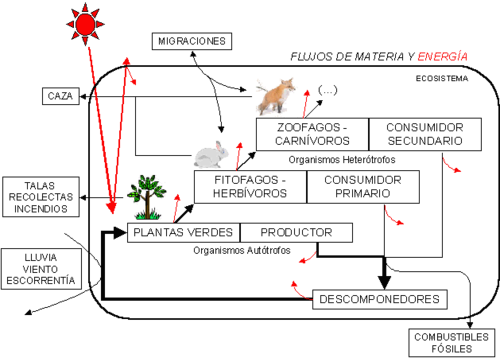 MIGRACIONES
FLUJOS DE MATERIA Y ENERGÍA
ECOSISTEMA
CAZA
(...)
ZOOFAGOS -
CARNÍVOROS
CONSUMIDOR
SECUNDARIO
Organismos Heterótrofos
TALAS
RECOLECTAS
INCENDIOS
FITOFAGOS -
HERBÍVOROS
CONSUMIDOR
PRIMARIO
PLANTAS VERDES
PRODUCTOR
Organismos Autótrofos
LLUVIA
VIENTO
ESCORRENTÍA
DESCOMPONEDORES
COMBUSTIBLES
FÓSILES